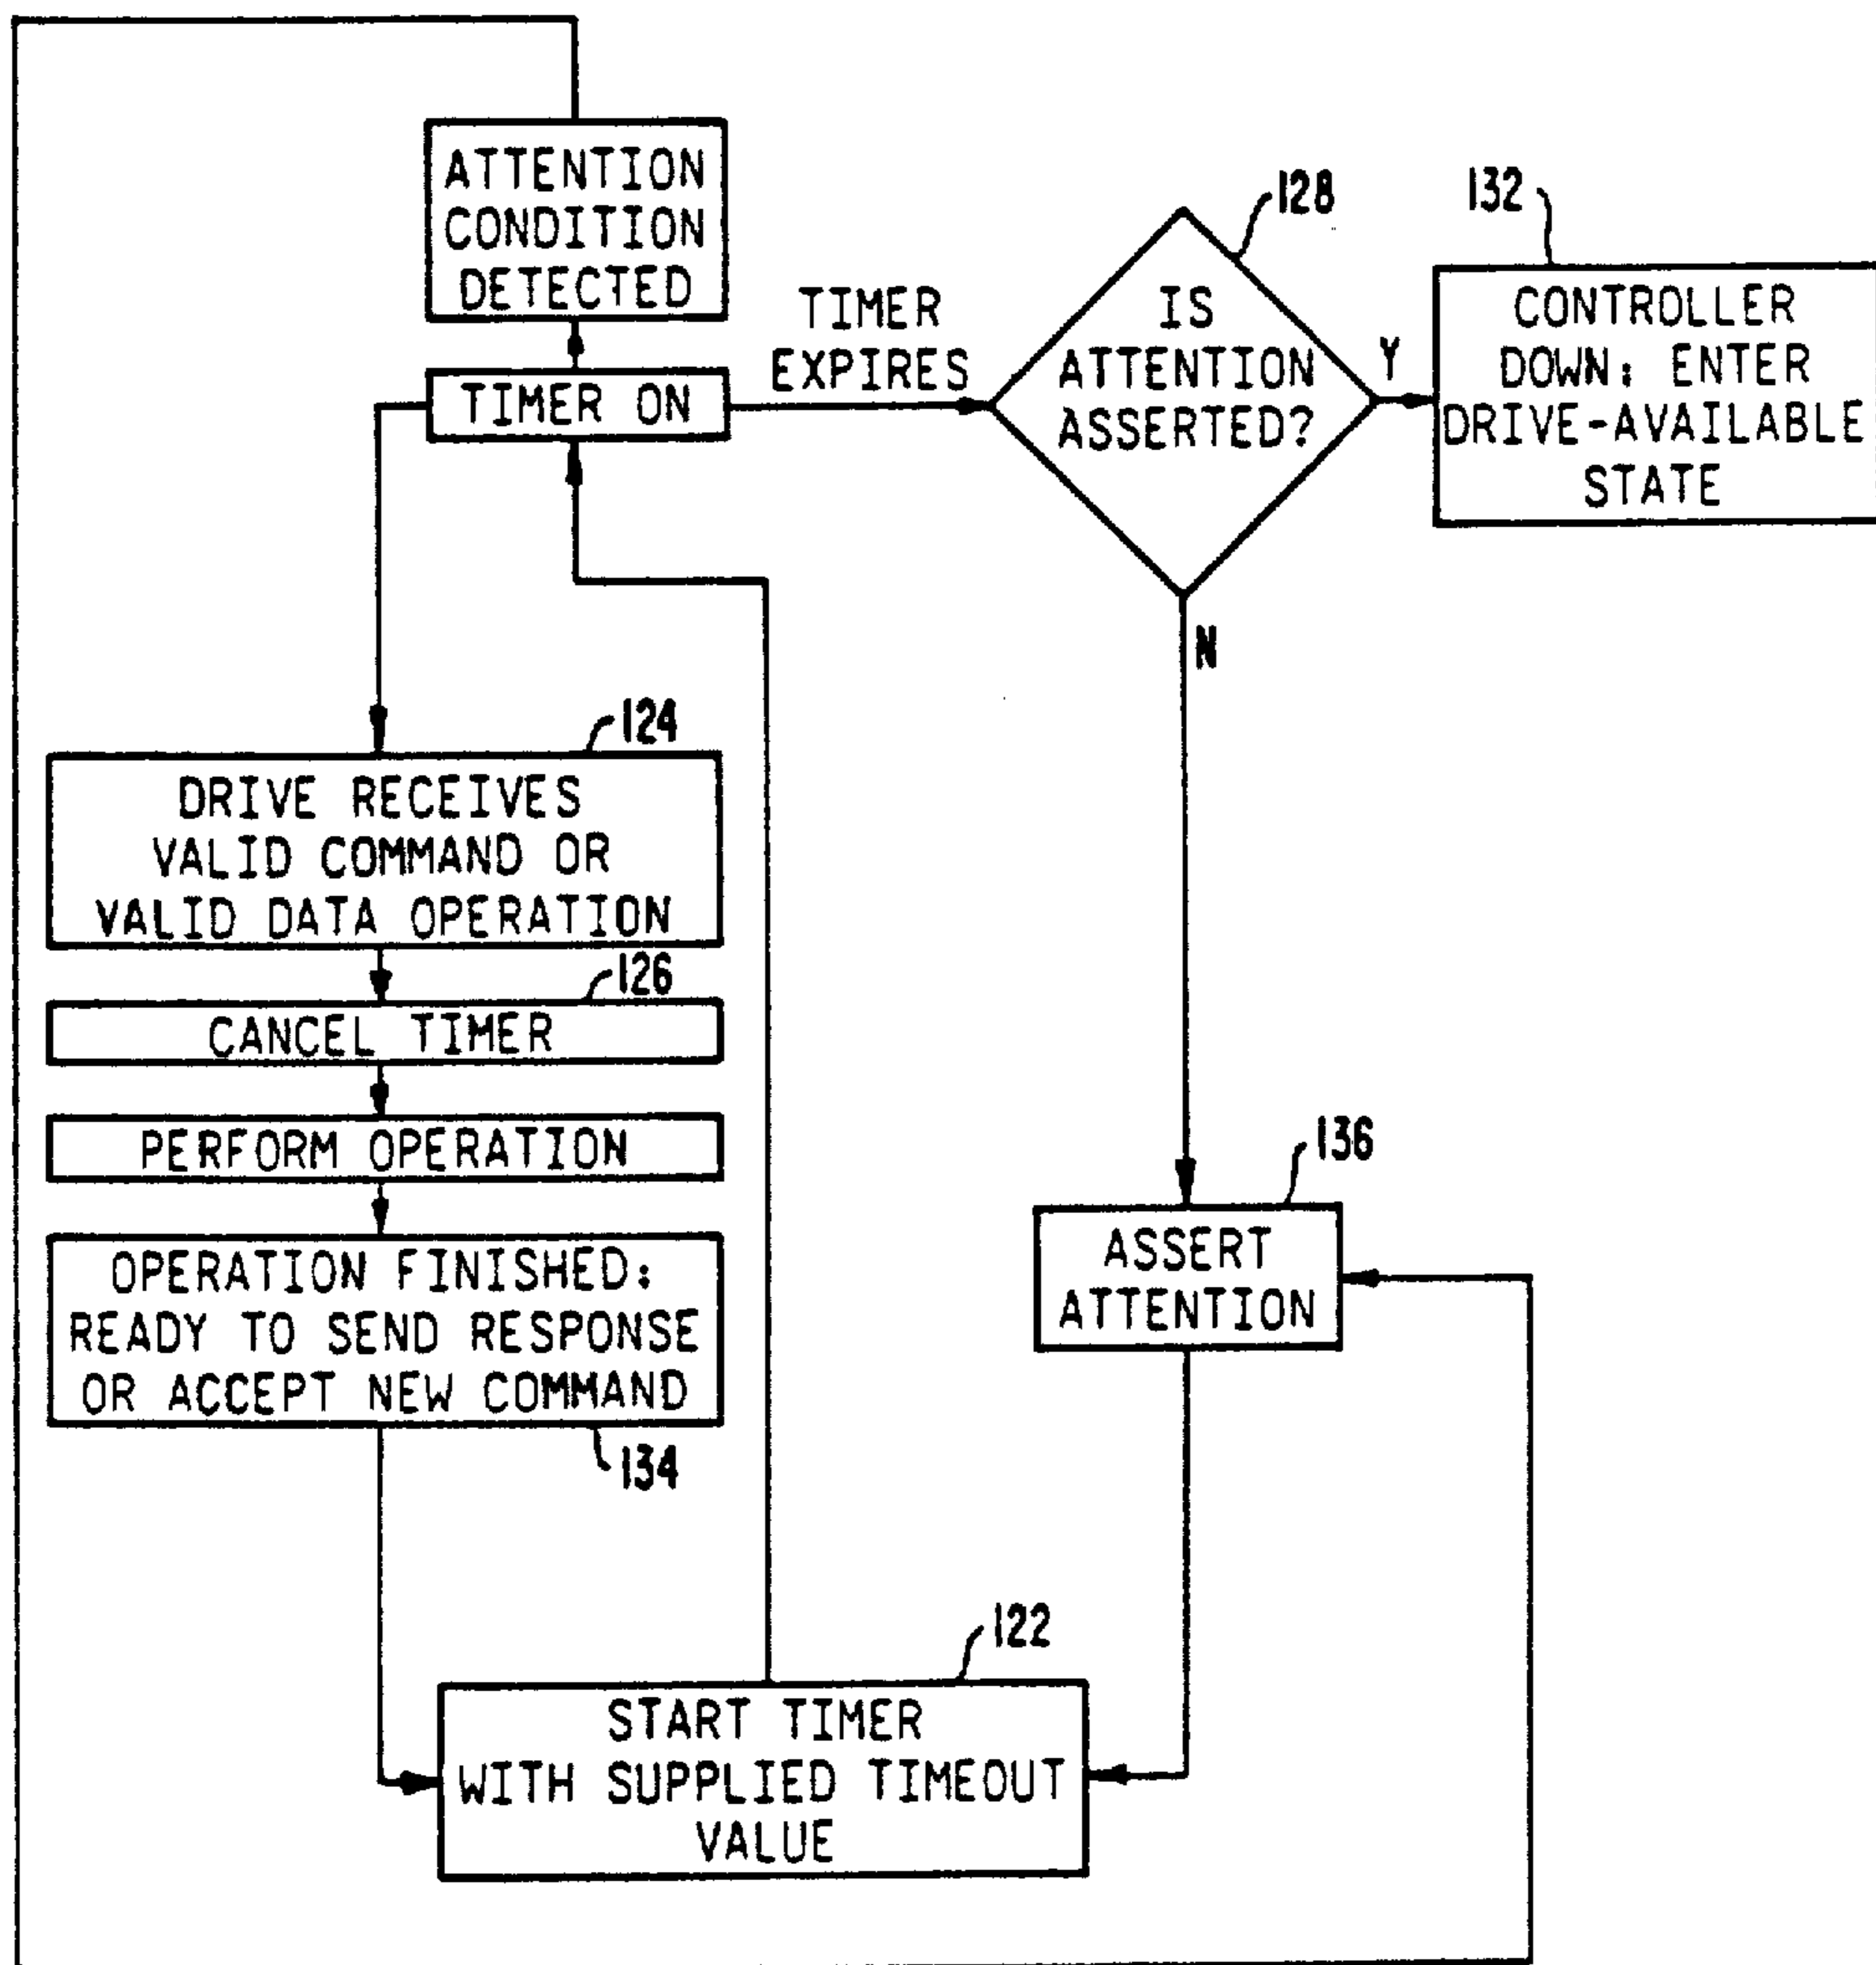 ATTENTION
CONDITION
DETECTED
TIMER ON
TIMER
EXPIRES
128
IS
ATTENTION
ASSERTED?
Y
N
132
CONTROLLER
DOWN: ENTER
DRIVE-AVAILABLE
STATE
124
DRIVE RECEIVES
VALID COMMAND OR
VALID DATA OPERATION
126
CANCEL TIMER
PERFORM OPERATION
OPERATION FINISHED:
READY TO SEND RESPONSE
OR ACCEPT NEW COMMAND
134
136
ASSERT
ATTENTION
122
START TIMER
WITH SUPPLIED TIMEOUT
VALUE